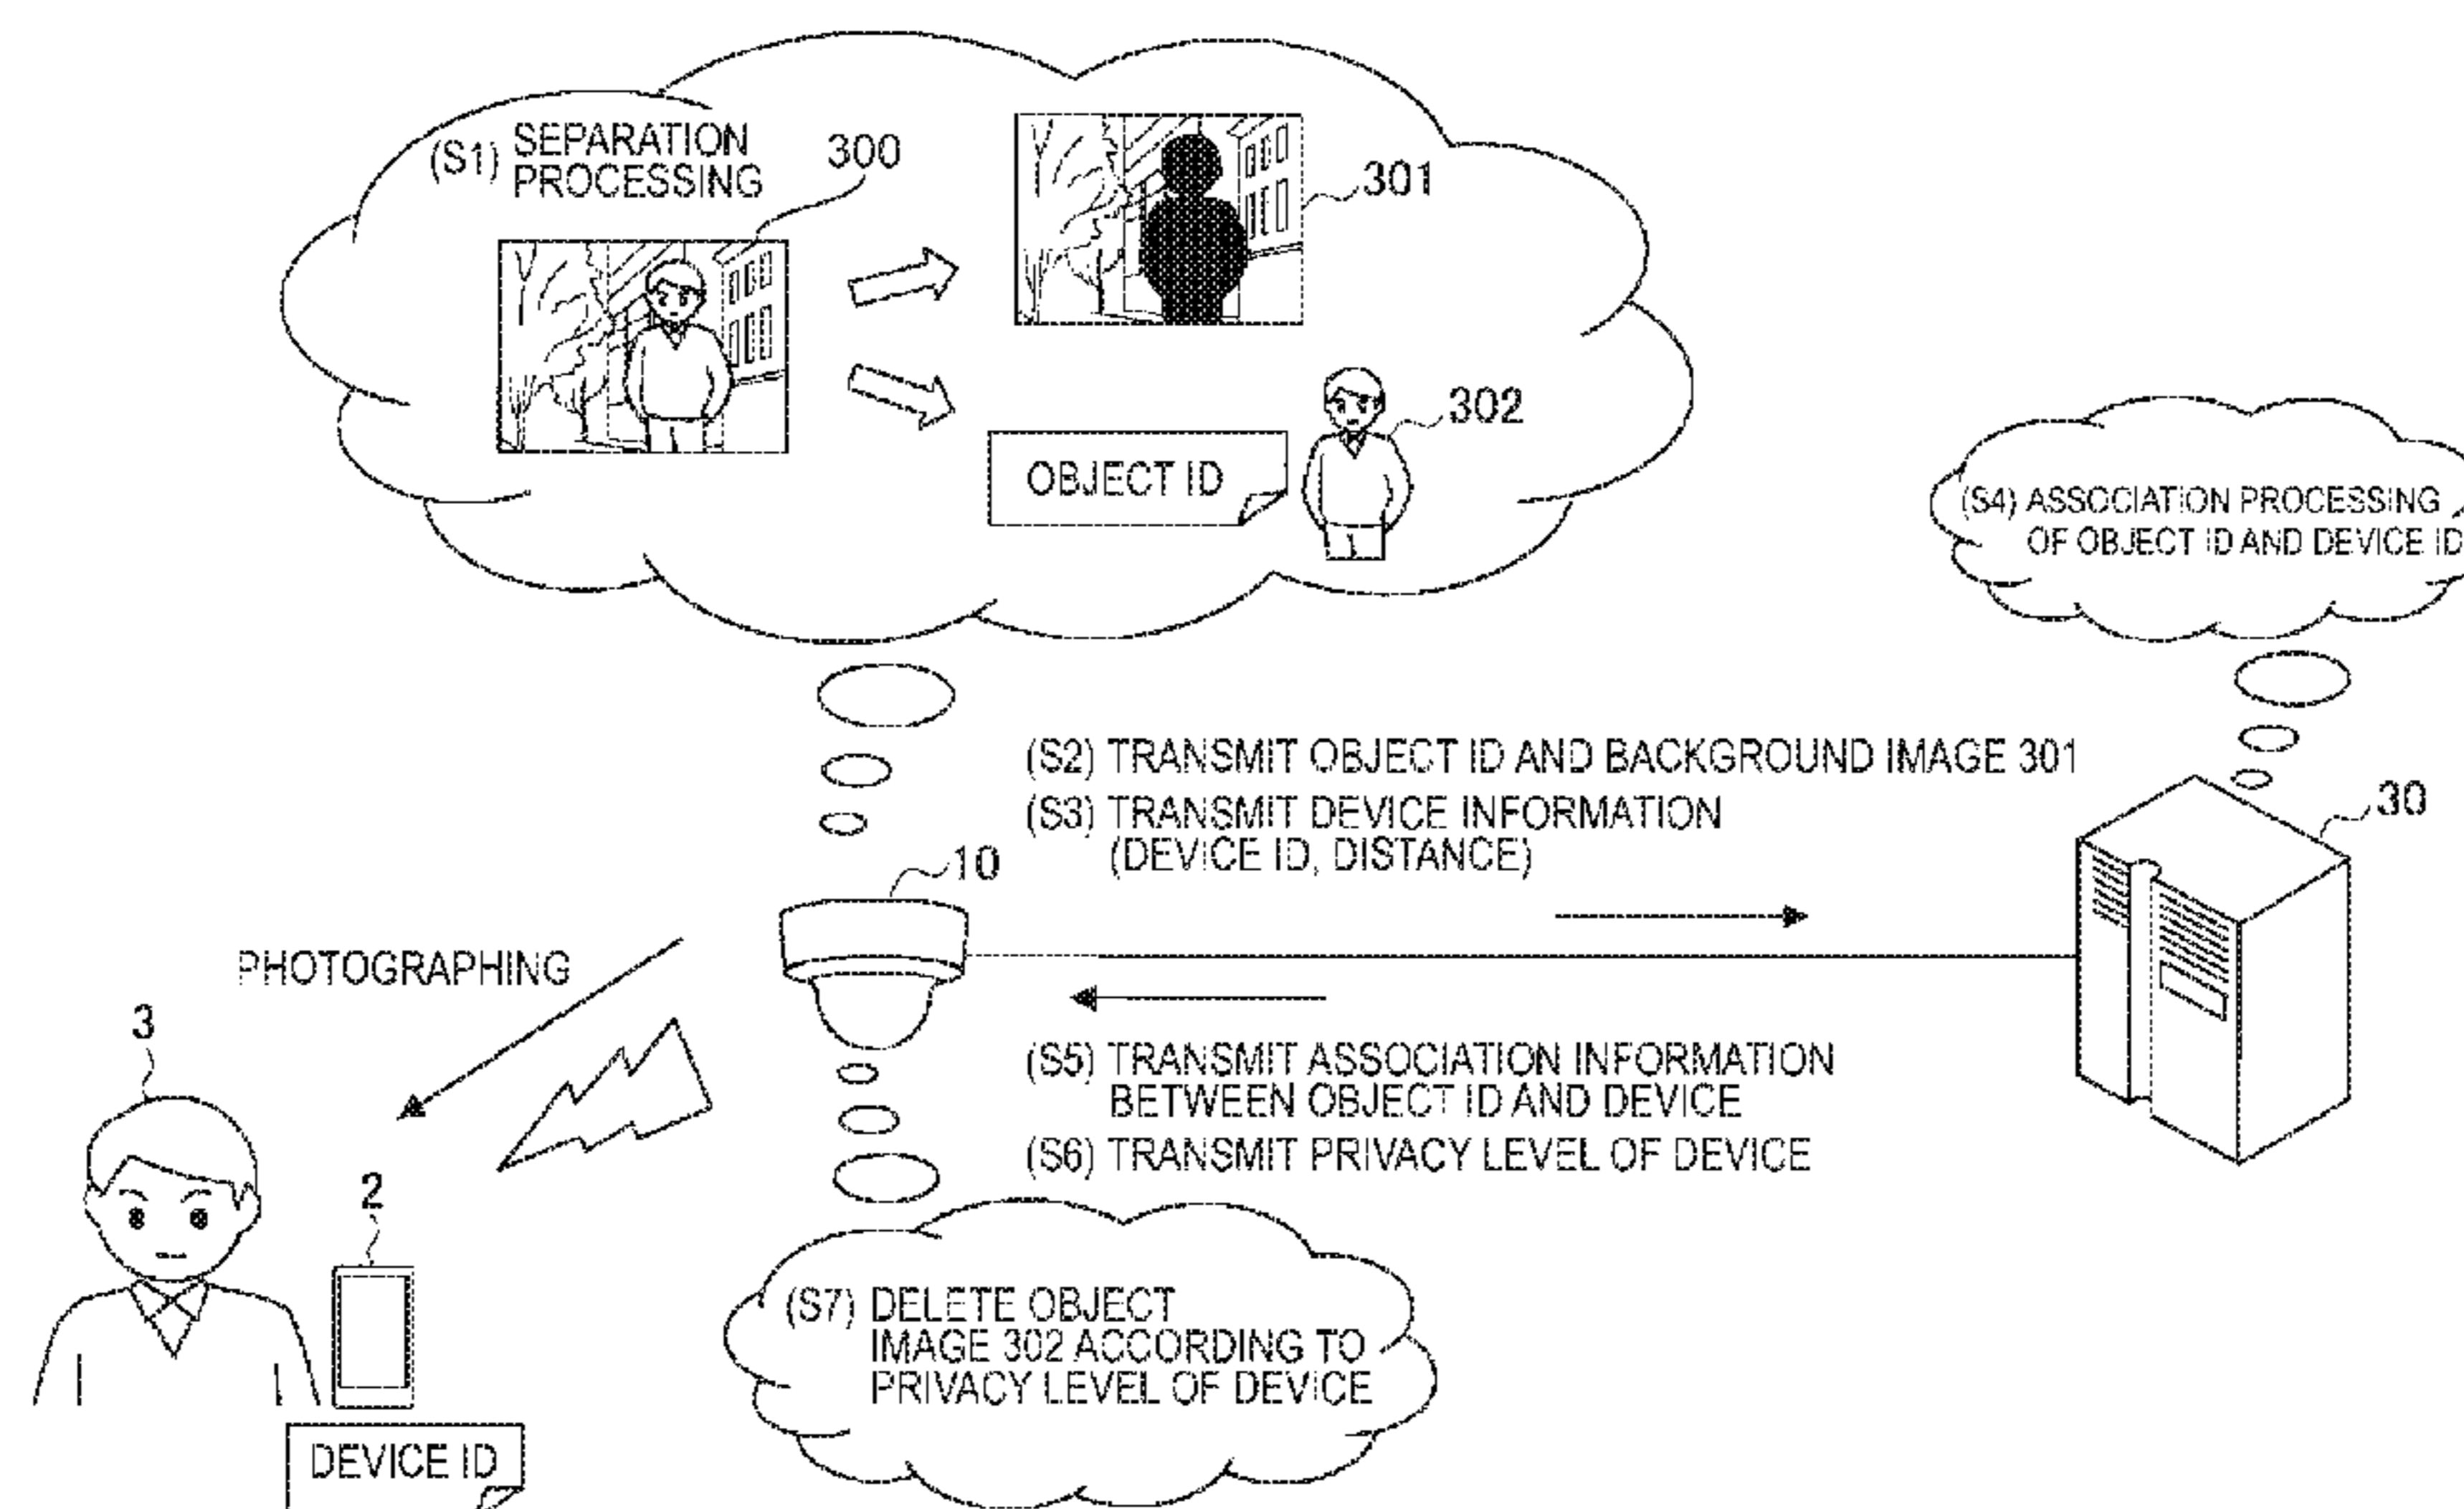 (S1) SEPARATION
PROCESSING
300
301
302
OBJECT ID
(S4) ASSOCIATION PROCESSING
OF OBJECT ID AND DEVICE ID
(S2) TRANSMIT OBJECT ID AND BACKGROUND IMAGE 301
(S3) TRANSMIT DEVICE INFORMATION
(DEVICE ID, DISTANCE)
30
10
PHOTOGRAPHING
3
2
(S5) TRANSMIT ASSOCIATION INFORMATION
BETWEEN OBJECT ID AND DEVICE
(S6) TRANSMIT PRIVACY LEVEL OF DEVICE
(S7) DELETE OBJECT
IMAGE 302 ACCORDING TO
PRIVACY LEVEL OF DEVICE
DEVICE ID